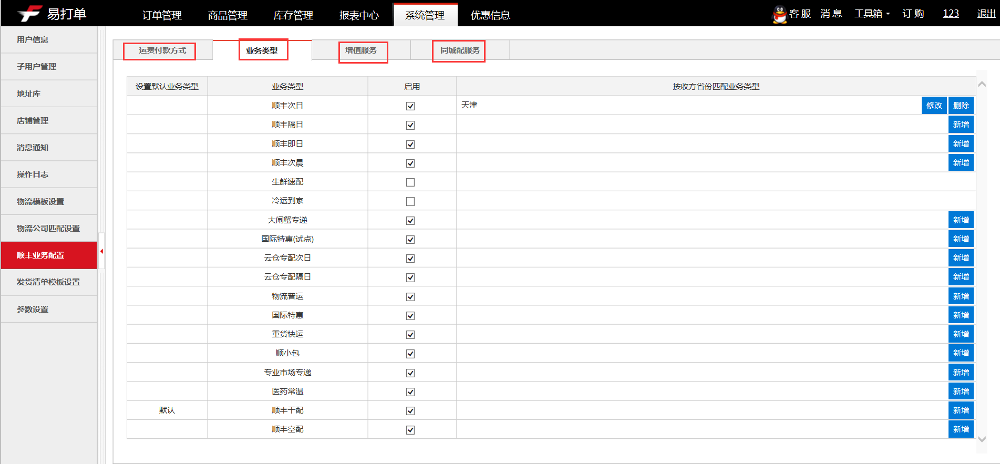 易打单 订单管理 商品管理 库存管理 报表中心 系统管理 优惠信息 客 服 消 息 工具箱 订 购 123 退出
用户信息
子用户管理
地址库
店铺管理
消息通知
操作日志
物流模板设置
物流公司匹配设置
顺丰业务配置
发货清单模板设置
参数设置
运费付款方式 业务类型 增值服务 同城配服务
设置默认业务类型 业务类型 启用 按收方省份匹配业务类型
顺丰次日 天津 修改 删除
顺丰隔日 新增
顺丰即日 新增
顺丰次晨 新增
生鲜速配
冷运到家
大闸蟹专递 新增
国际特惠(试点) 新增
云仓专配次日 新增
云仓专配隔日 新增
物流普运 新增
国际特惠 新增
重货快运 新增
顺小包 新增
专业市场专递 新增
医药常温 新增
默认 顺丰干配 新增
顺丰空配 新增